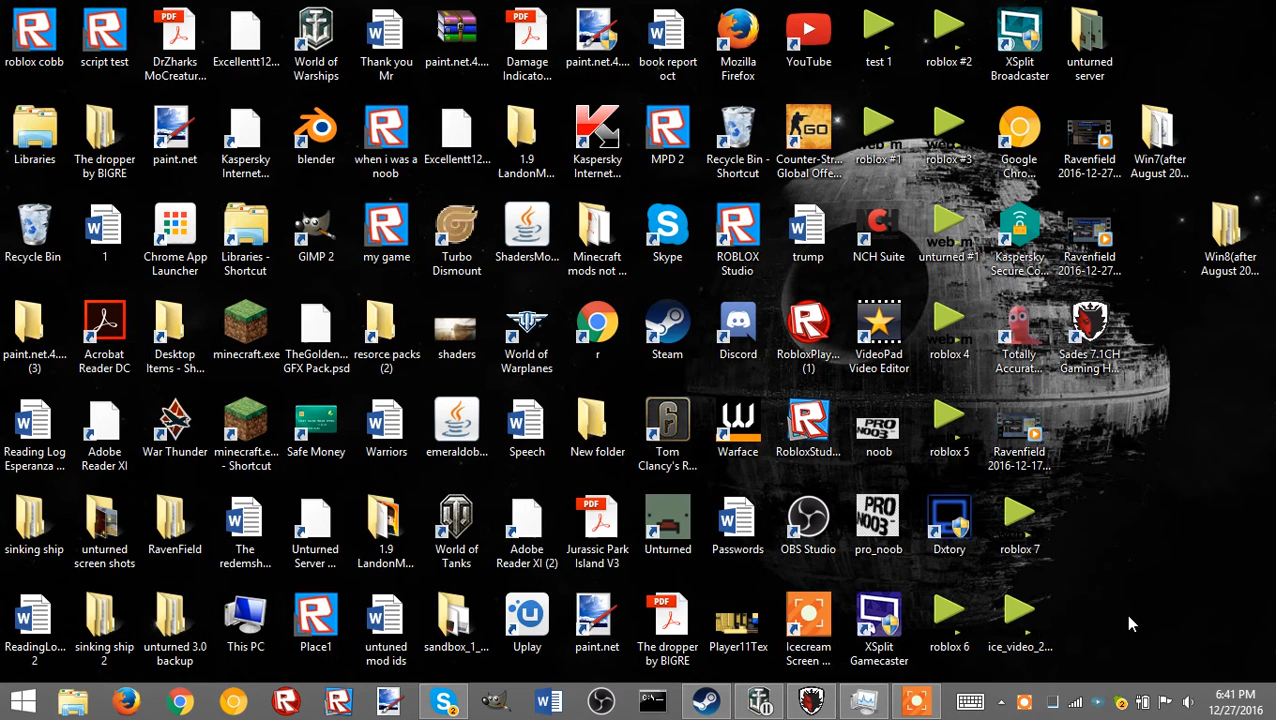 roblox cobb
script test
PDF
DrZharks
MoCreatur...
Excellentt12...
World of
Warships
Thank you
Mr
paint.net.4....
PDF
Damage
Indicato...
paint.net.4....
book report
oct
Mozilla
Firefox
YouTube
test 1
roblox #2
XSplit
Broadcaster
unturned
server
Libraries
The dropper
by BIGRE
paint.net
Kaspersky
Internet...
blender
when i was a
noob
Excellentt12...
1.9
LandonM...
Kaspersky
Internet...
MPD 2
Recycle Bin -
Shortcut
GO
Counter-Str...
Global Offe...
roblox #1
roblox #3
Google
Chro...
Ravenfield
2016-12-27...
Win7(after
August 20...
Recycle Bin
1
Chrome App
Launcher
Libraries -
Shortcut
GIMP 2
my game
Turbo
Dismount
ShadersMo...
Minecraft
mods not ...
Skype
ROBLOX
Studio
trump
NCH Suite
unturned #1
Kaspersky
Secure Co...
Ravenfield
2016-12-27...
Win8(after
August 20...
paint.net.4....
(3)
Acrobat
Reader DC
Desktop
Items - Sh...
minecraft.exe
TheGolden...
GFX Pack.psd
resorce packs
(2)
shaders
World of
Warplanes
r
Steam
Discord
RobloxPlay...
(1)
VideoPad
Video Editor
roblox 4
Totally
Accurat...
Sades 7.1CH
Gaming H...
Reading Log
Esperanza ...
Adobe
Reader XI
War Thunder
minecraft.e...
- Shortcut
Safe Money
Warriors
emeraldob...
Speech
New folder
Tom
Clancy's R...
Warface
RobloxStud...
PRO
NOO3
noob
roblox 5
Ravenfield
2016-12-17...
sinking ship
unturned
screen shots
RavenField
The
redemsh...
Unturned
Server ...
1.9
LandonM...
World of
Tanks
Adobe
Reader XI (2)
PDF
Jurassic Park
Island V3
Unturned
Passwords
OBS Studio
PRO
NOO3
pro_noob
Dxtory
roblox 7
ReadingLo...
2
sinking ship
2
unturned 3.0
backup
This PC
Place1
untuned
mod ids
sandbox_1_...
Uplay
paint.net
PDF
The dropper
by BIGRE
Player11Tex
Icecream
Screen ...
XSplit
Gamecaster
roblox 6
ice_video_2...
6:41 PM
12/27/2016